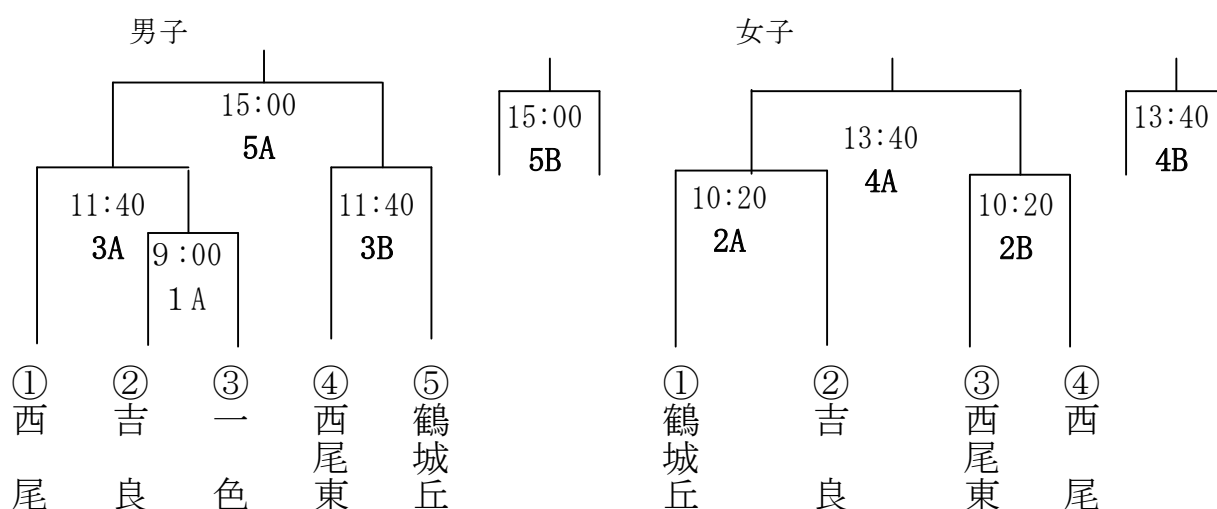 男子
女子
15:00
5A
15:00
5B
13:40
4A
13:40
4B
11:40
3A
11:40
3B
10:20
2A
10:20
2B
９:00
１A
①西尾
②吉良
③一色
④西尾東
⑤鶴城丘
①鶴城丘
②吉良
③西尾東
④西尾